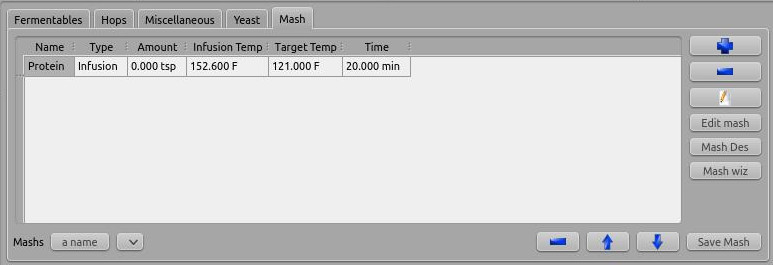 Fermentables Hops Miscellaneous Yeast Mash
Name Type Amount Infusion Temp Target Temp Time
Protein Infusion 0.000 tsp 152.600 F 121.000 F 20.000 min
Edit mash
Mash Des
Mash wiz
Mashs a name Save Mash